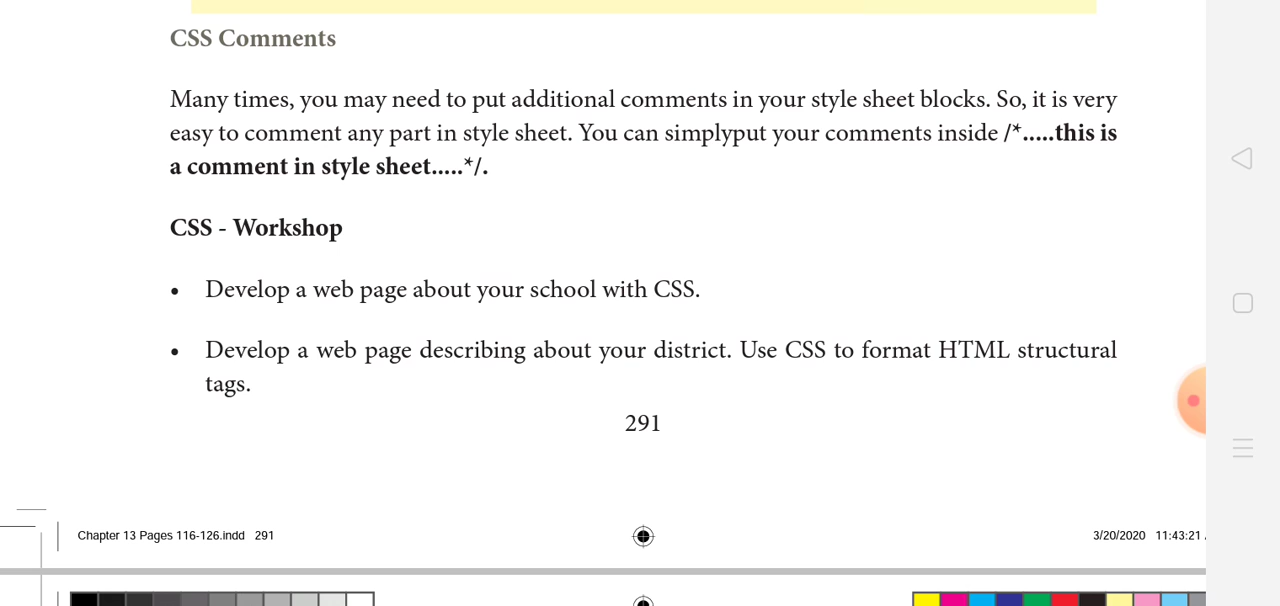 CSS Comments
Many times, you may need to put additional comments in your style sheet blocks. So, it is very
easy to comment any part in style sheet. You can simplyput your comments inside /*.....this is
a comment in style sheet.....*/.
CSS - Workshop
• Develop a web page about your school with CSS.
• Develop a web page describing about your district. Use CSS to format HTML structural
tags.
291
Chapter 13 Pages 116-126.indd 291
3/20/2020 11:43:21